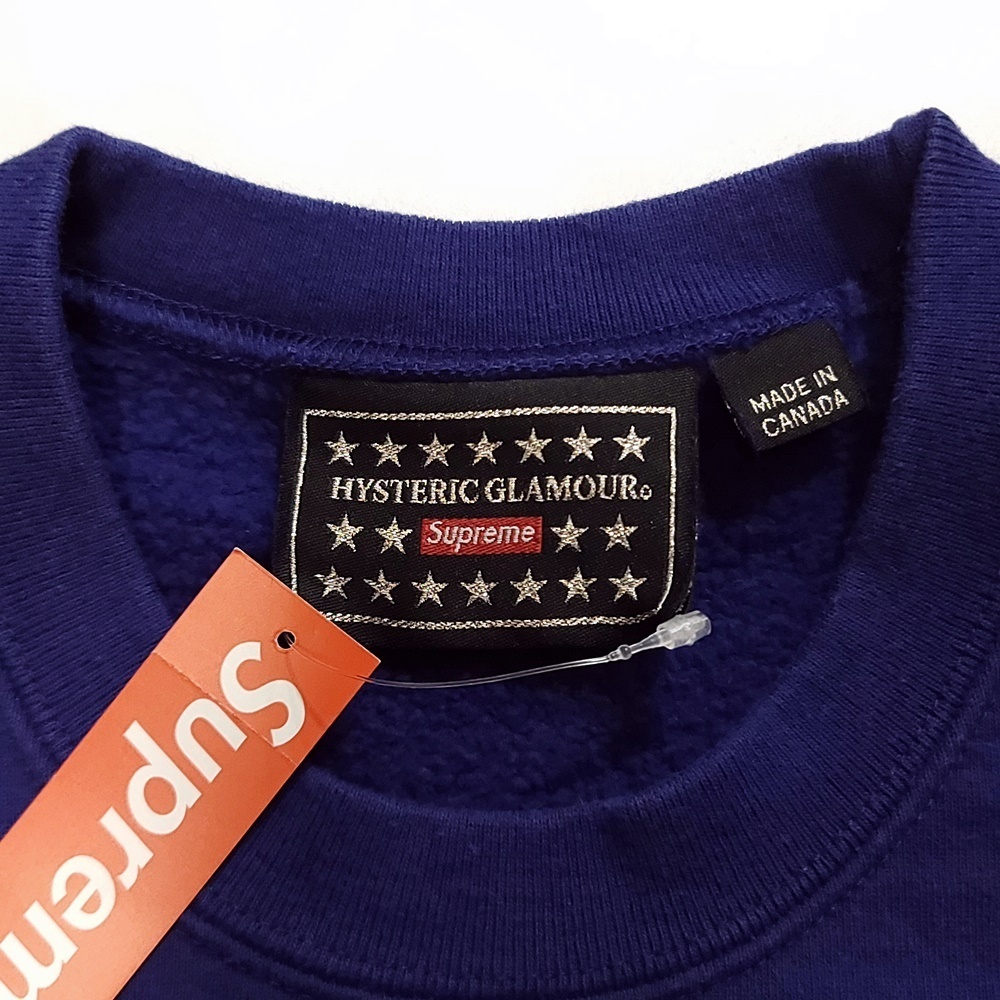 MADE IN
CANADA
HYSTERIC GLAMOUR
Supreme
Suprem